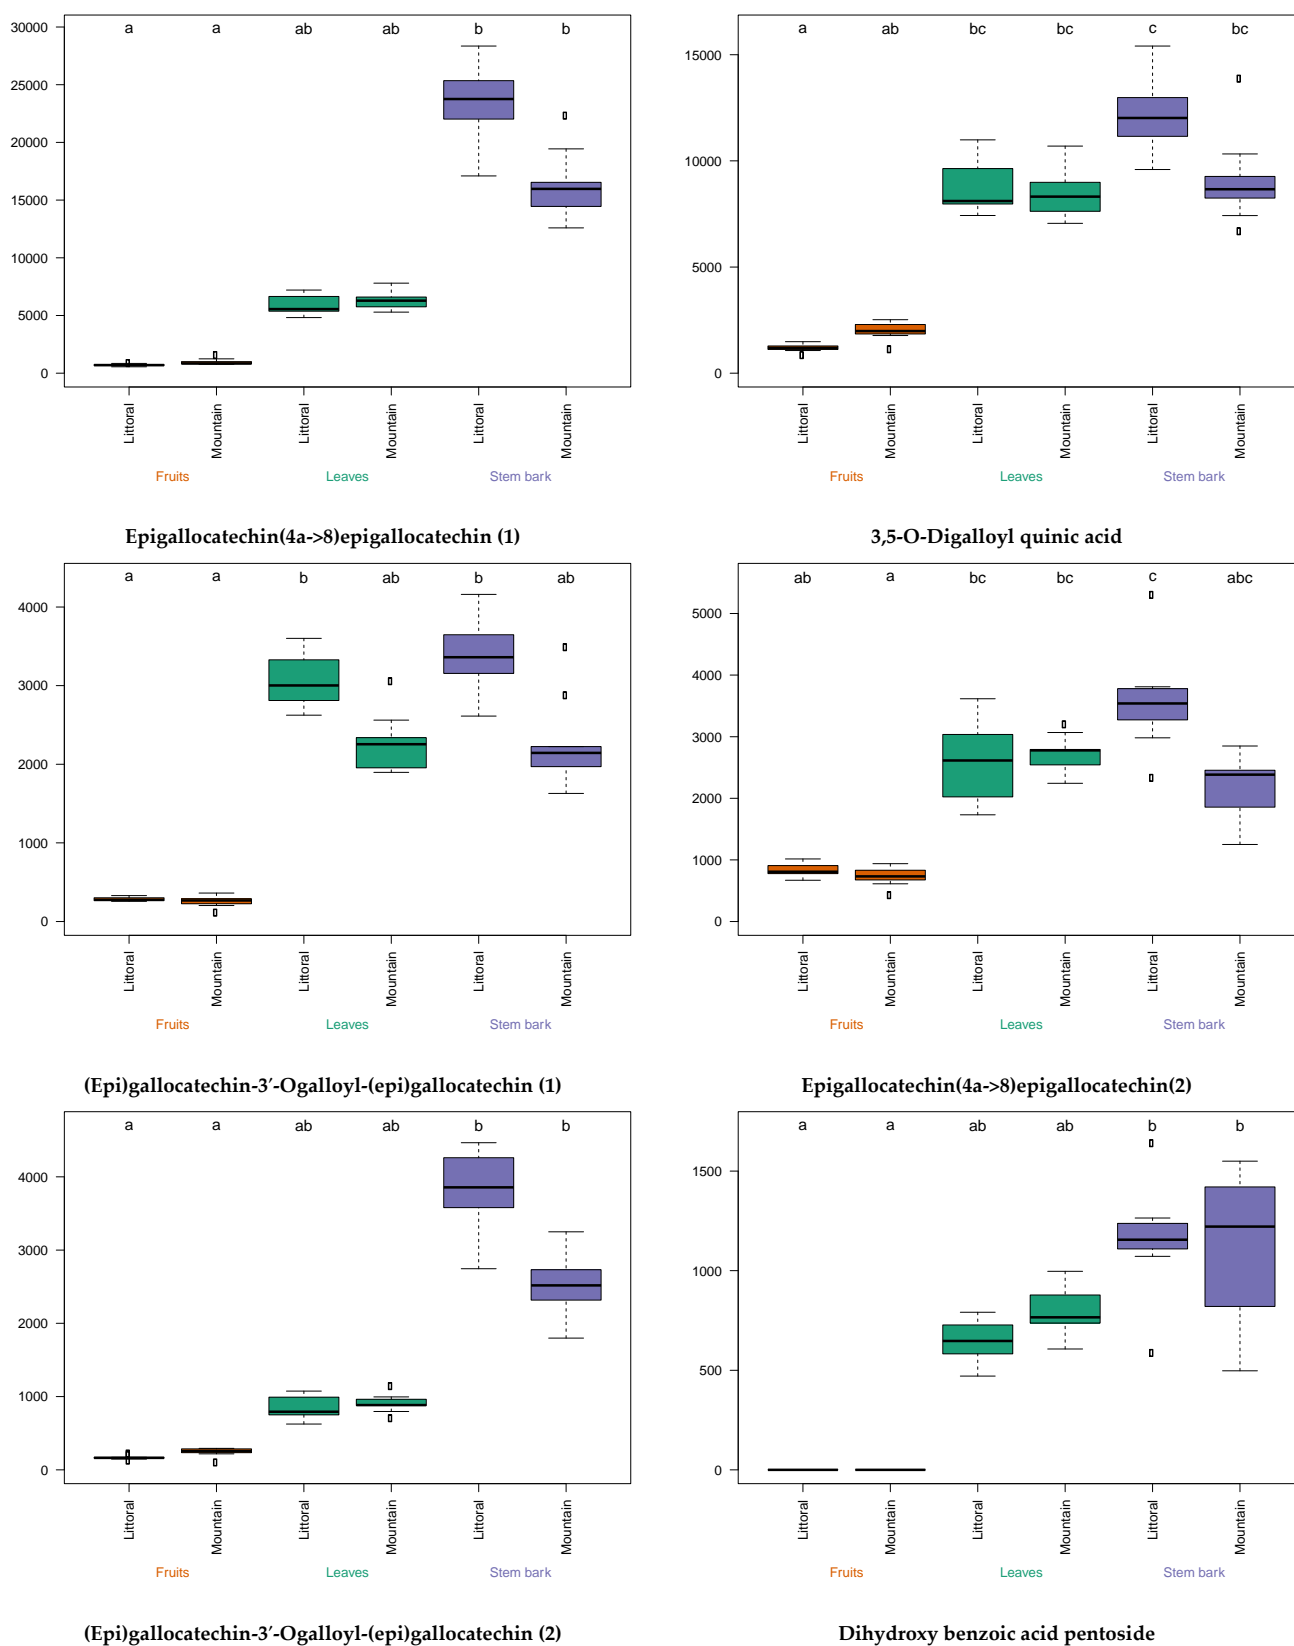 a a ab ab b b
30000
25000
20000
15000
10000
5000
0
Littoral Mountain Littoral Mountain Littoral Mountain
Fruits Leaves Stem bark
Epigallocatechin(4a->8)epigallocatechin (1)
a ab bc bc c bc
15000
10000
5000
0
Littoral Mountain Littoral Mountain Littoral Mountain
Fruits Leaves Stem bark
3,5-O-Digalloyl quinic acid
a a b ab b ab
4000
3000
2000
1000
0
Littoral Mountain Littoral Mountain Littoral Mountain
Fruits Leaves Stem bark
(Epi)gallocatechin-3′-Ogalloyl-(epi)gallocatechin (1)
ab a bc bc c abc
5000
4000
3000
2000
1000
0
Littoral Mountain Littoral Mountain Littoral Mountain
Fruits Leaves Stem bark
Epigallocatechin(4a->8)epigallocatechin(2)
a a ab ab b b
4000
3000
2000
1000
0
Littoral Mountain Littoral Mountain Littoral Mountain
Fruits Leaves Stem bark
(Epi)gallocatechin-3′-Ogalloyl-(epi)gallocatechin (2)
a a ab ab b b
1500
1000
500
0
Littoral Mountain Littoral Mountain Littoral Mountain
Fruits Leaves Stem bark
Dihydroxy benzoic acid pentoside